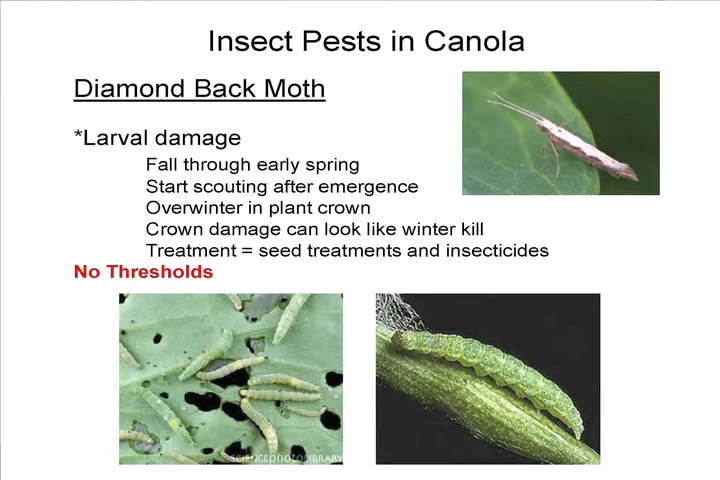 Insect Pests in Canola
Diamond Back Moth
*Larval damage
Fall through early spring
Start scouting after emergence
Overwinter in plant crown
Crown damage can look like winter kill
Treatment = seed treatments and insecticides
No Thresholds
SCIENCEPHOTOLIBRARY